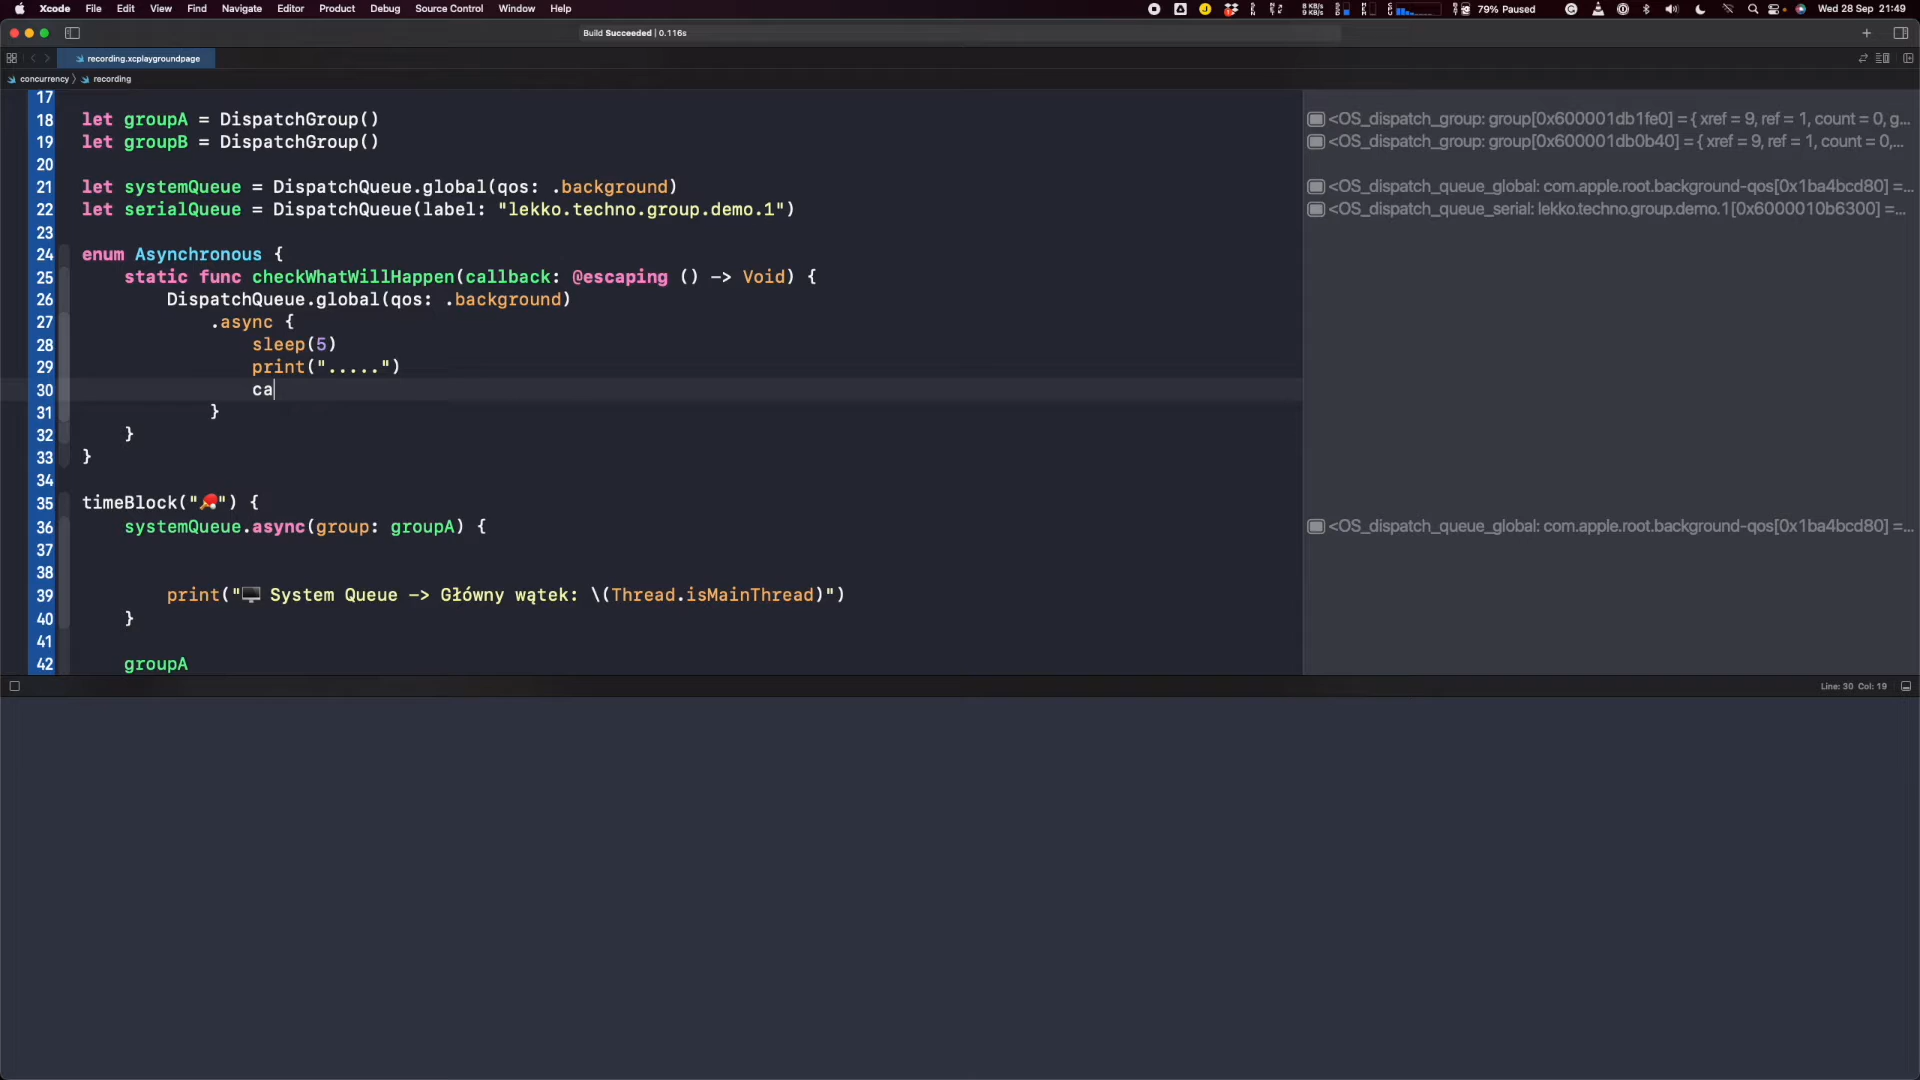 Xcode File Edit View Find Navigate Editor Product Debug Source Control Window Help 79% Paused Wed 28 Sep 21:49
Build Succeeded | 0.116s
recording.xcplaygroundpage
concurrency recording
17
18 let groupA = DispatchGroup()
<OS_dispatch_group: group[0x600001db1fe0] = { xref = 9, ref = 1, count = 0, g...
19 let groupB = DispatchGroup()
<OS_dispatch_group: group[0x600001db0b40] = { xref = 9, ref = 1, count = 0,...
20
21 let systemQueue = DispatchQueue.global(qos: .background)
<OS_dispatch_queue_global: com.apple.root.background-qos[0x1ba4bcd80] =...
22 let serialQueue = DispatchQueue(label: "lekko.techno.group.demo.1")
<OS_dispatch_queue_serial: lekko.techno.group.demo.1[0x6000010b6300] =...
23
24 enum Asynchronous {
25 static func checkWhatWillHappen(callback: @escaping () -> Void) {
26 DispatchQueue.global(qos: .background)
27 .async {
28 sleep(5)
29 print(".....")
30 ca
31 }
32 }
33 }
34
35 timeBlock("🏓") {
36 systemQueue.async(group: groupA) {
<OS_dispatch_queue_global: com.apple.root.background-qos[0x1ba4bcd80] =...
37
38
39 print("🖥 System Queue -> Główny wątek: \(Thread.isMainThread)")
40 }
41
42 groupA
Line: 30 Col: 19